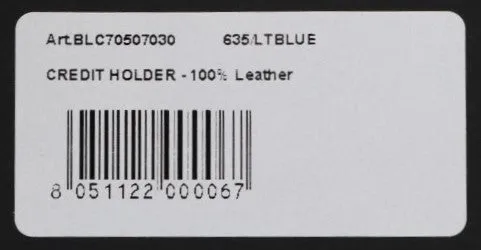 Art.BLC70507030 635/LTBLUE
CREDIT HOLDER - 100% Leather
8 051122 000067